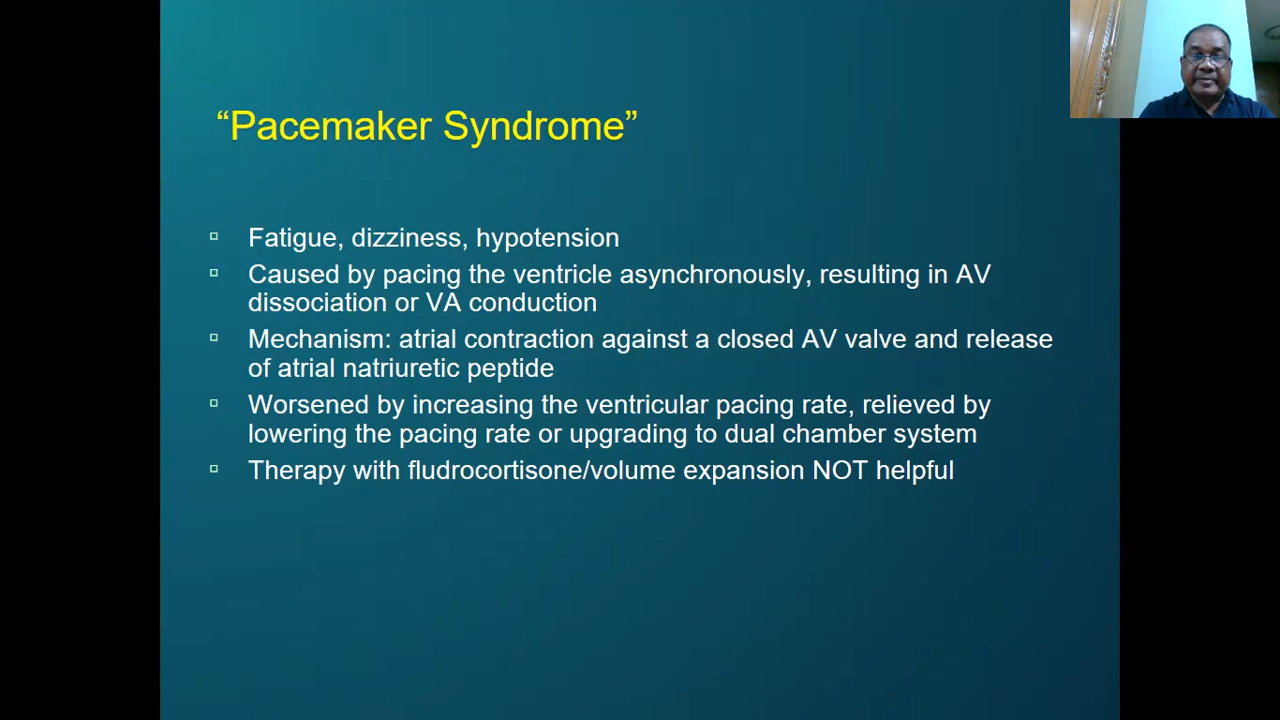 “Pacemaker Syndrome”
Fatigue, dizziness, hypotension
Caused by pacing the ventricle asynchronously, resulting in AV
dissociation or VA conduction
Mechanism: atrial contraction against a closed AV valve and release
of atrial natriuretic peptide
Worsened by increasing the ventricular pacing rate, relieved by
lowering the pacing rate or upgrading to dual chamber system
Therapy with fludrocortisone/volume expansion NOT helpful